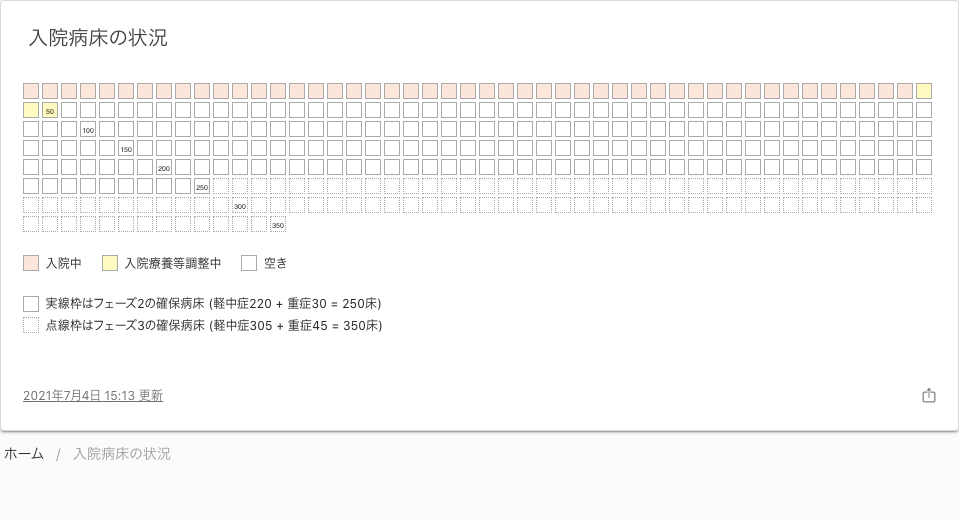 入院病床の状況
50
100
150
200
250
300
350
入院中 入院療養等調整中 空き
実線枠はフェーズ2の確保病床 (軽中症220 + 重症30 = 250床)
点線枠はフェーズ3の確保病床 (軽中症305 + 重症45 = 350床)
2021年7月4日 15:13 更新
ホーム / 入院病床の状況